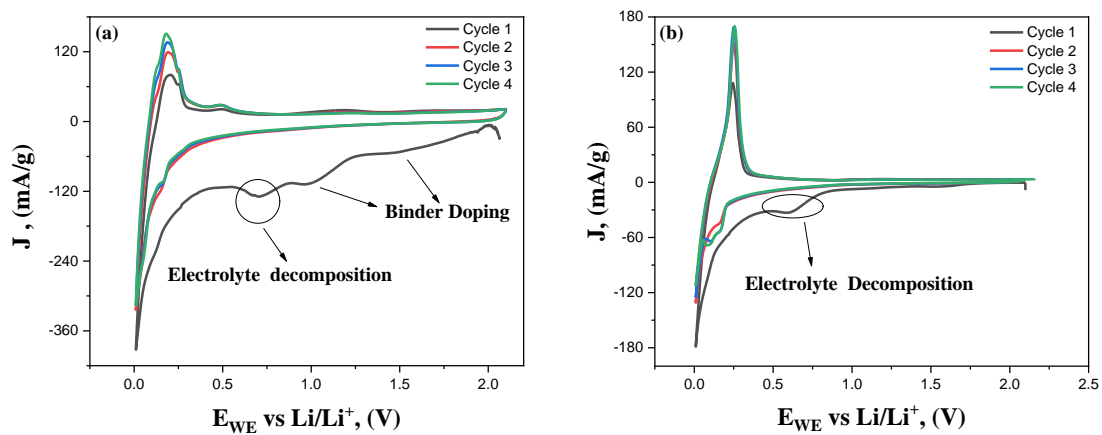 (a)
Cycle 1
Cycle 2
Cycle 3
Cycle 4
120
0
-120
-240
-360
J, (mA/g)
Binder Doping
Electrolyte decomposition
0.0 0.5 1.0 1.5 2.0
E_WE vs Li/Li⁺, (V)
(b)
Cycle 1
Cycle 2
Cycle 3
Cycle 4
180
120
60
0
-60
-120
-180
J, (mA/g)
Electrolyte Decomposition
0.0 0.5 1.0 1.5 2.0 2.5
E_WE vs Li/Li⁺, (V)